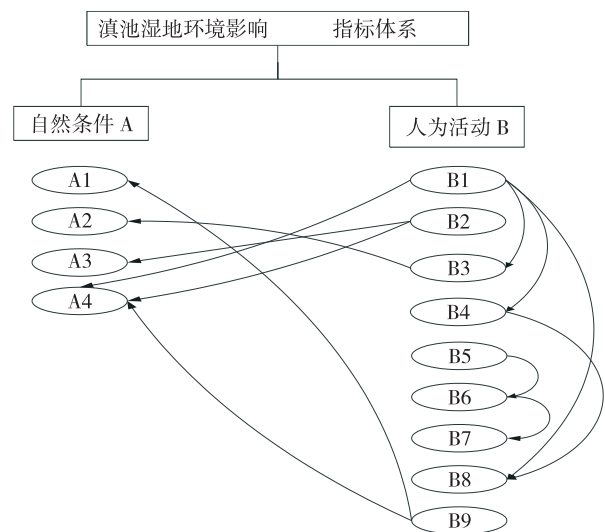 滇池湿地环境影响 指标体系
自然条件 A 人为活动 B
A1 B1
A2 B2
A3 B3
A4 B4
B5
B6
B7
B8
B9